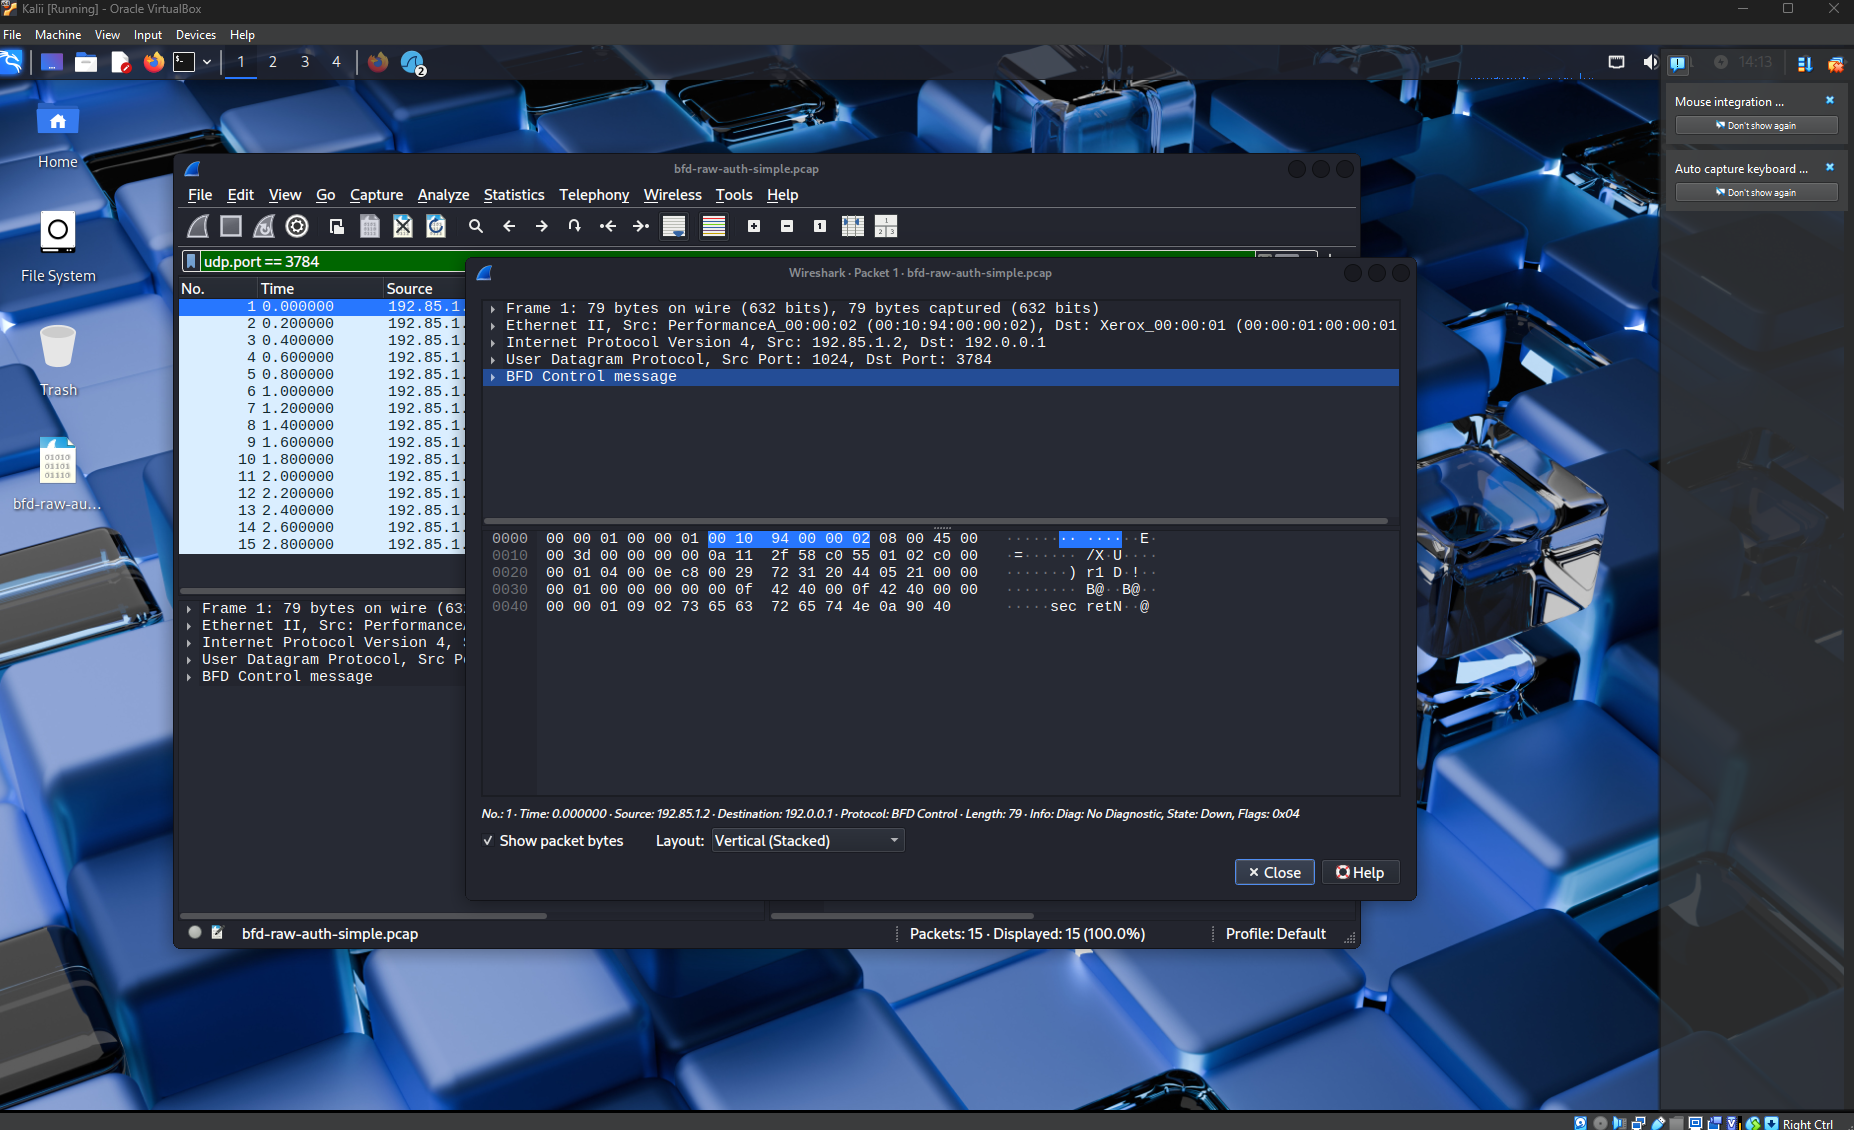 Kalii [Running] - Oracle VirtualBox
File Machine View Input Devices Help
1 2 3 4
2
14:13
Mouse integration ...
Don't show again
Auto capture keyboard ...
Don't show again
Home
File System
Trash
bfd-raw-au...
bfd-raw-auth-simple.pcap
File Edit View Go Capture Analyze Statistics Telephony Wireless Tools Help
udp.port == 3784
No. Time Source
1 0.000000 192.85.1.
2 0.200000 192.85.1.
3 0.400000 192.85.1.
4 0.600000 192.85.1.
5 0.800000 192.85.1.
6 1.000000 192.85.1.
7 1.200000 192.85.1.
8 1.400000 192.85.1.
9 1.600000 192.85.1.
10 1.800000 192.85.1.
11 2.000000 192.85.1.
12 2.200000 192.85.1.
13 2.400000 192.85.1.
14 2.600000 192.85.1.
15 2.800000 192.85.1.
Frame 1: 79 bytes on wire (63
Ethernet II, Src: Performance
Internet Protocol Version 4,
User Datagram Protocol, Src P
BFD Control message
Wireshark · Packet 1 · bfd-raw-auth-simple.pcap
Frame 1: 79 bytes on wire (632 bits), 79 bytes captured (632 bits)
Ethernet II, Src: PerformanceA_00:00:02 (00:10:94:00:00:02), Dst: Xerox_00:00:01 (00:00:01:00:00:01
Internet Protocol Version 4, Src: 192.85.1.2, Dst: 192.0.0.1
User Datagram Protocol, Src Port: 1024, Dst Port: 3784
BFD Control message
0000 00 00 01 00 00 01 00 10 94 00 00 02 08 00 45 00 ······ ·· ···· ··E·
0010 00 3d 00 00 00 00 0a 11 2f 58 c0 55 01 02 c0 00 ·=······ /X·U····
0020 00 01 04 00 0e c8 00 29 72 31 20 44 05 21 00 00 ·······) r1 D·!··
0030 00 01 00 00 00 00 00 0f 42 40 00 0f 42 40 00 00 ········ B@··B@··
0040 00 00 01 09 02 73 65 63 72 65 74 4e 0a 90 40 ·····sec retN··@
No.: 1 · Time: 0.000000 · Source: 192.85.1.2 · Destination: 192.0.0.1 · Protocol: BFD Control · Length: 79 · Info: Diag: No Diagnostic, State: Down, Flags: 0x04
Show packet bytes Layout: Vertical (Stacked)
Close Help
bfd-raw-auth-simple.pcap Packets: 15 · Displayed: 15 (100.0%) Profile: Default
Right Ctrl